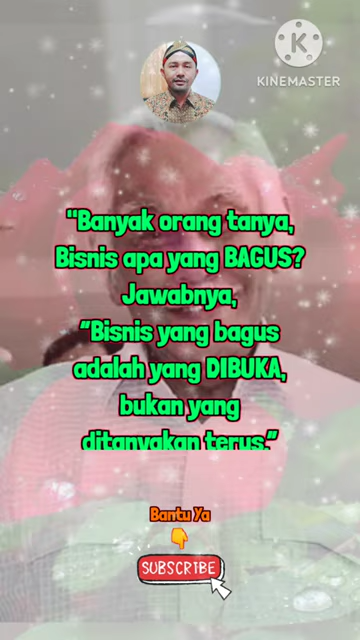 KINEMASTER
"Banyak orang tanya,
Bisnis apa yang BAGUS?
Jawabnya,
"Bisnis yang bagus
adalah yang DIBUKA,
bukan yang
ditanyakan terus."
Bantu Ya
SUBSCRIBE